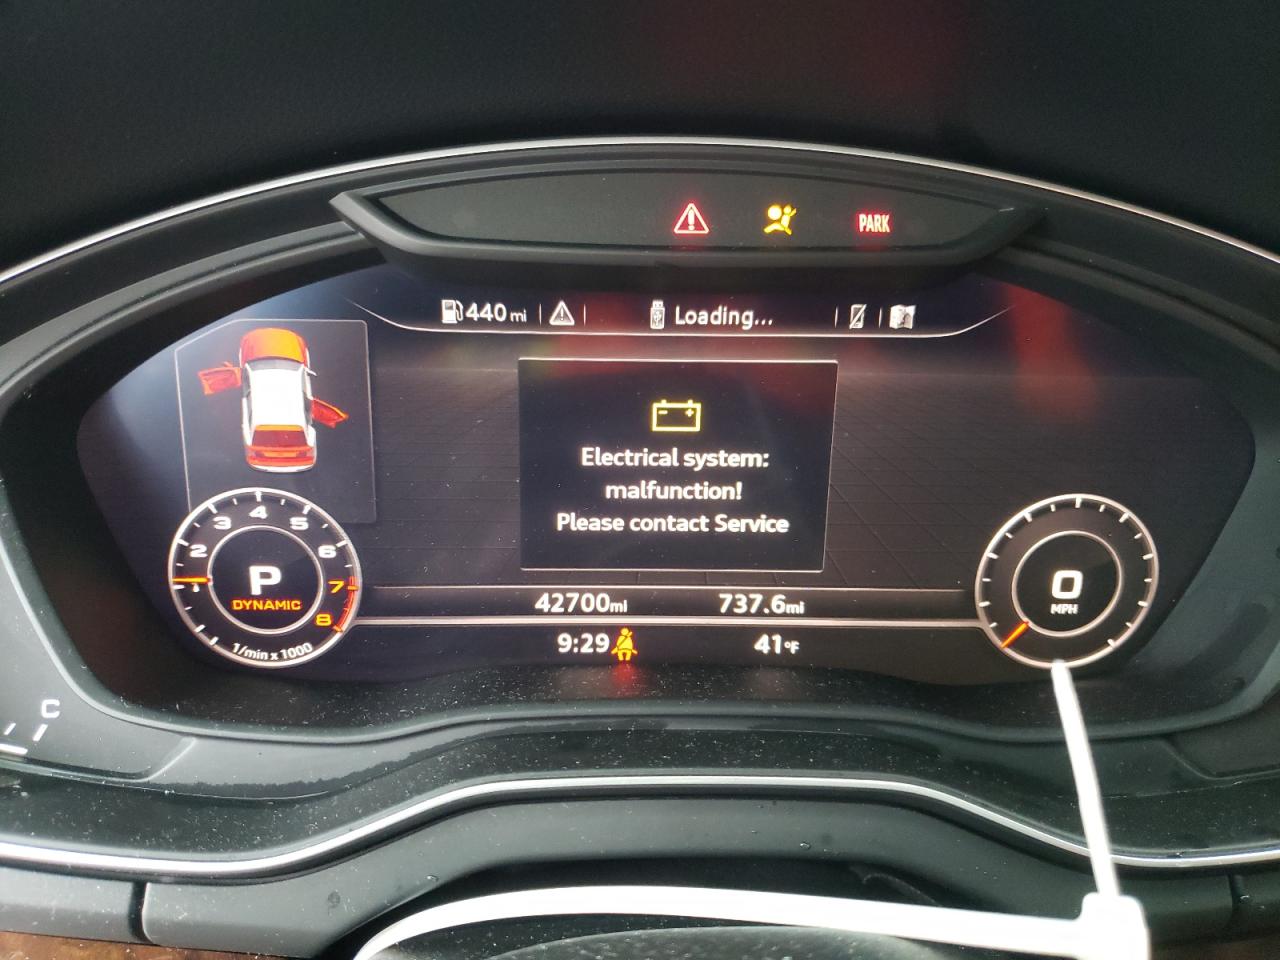 PARK
440 mi
Loading...
Electrical system:
malfunction!
Please contact Service
1
2
3
4
5
6
7
8
P
DYNAMIC
1/min x 1000
0
MPH
42700mi
737.6mi
9:29
41°F
C